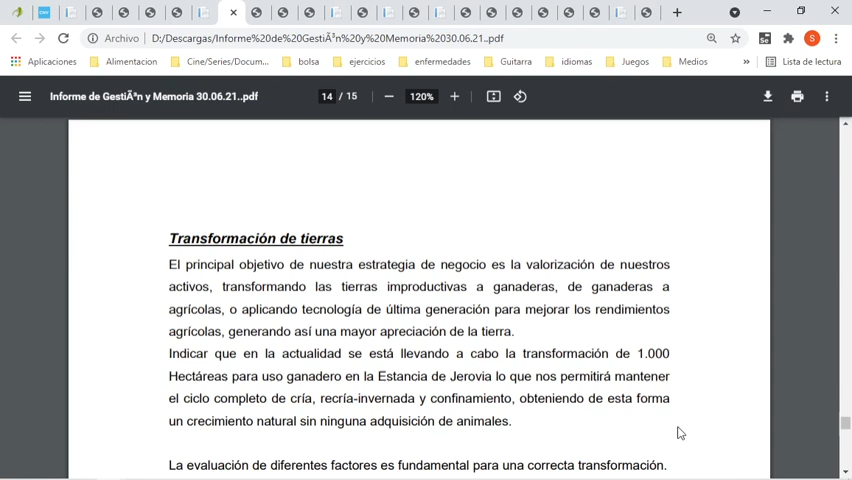 Archivo
D:/Descargas/Informe%20de%20GestiÃ³n%20y%20Memoria%2030.06.21..pdf
Aplicaciones
Alimentacion
Cine/Series/Docum...
bolsa
ejercicios
enfermedades
Guitarra
idiomas
Juegos
Medios
»
Lista de lectura
Informe de GestiÃ³n y Memoria 30.06.21..pdf
14 / 15
120%
Transformación de tierras
El principal objetivo de nuestra estrategia de negocio es la valorización de nuestros
activos, transformando las tierras improductivas a ganaderas, de ganaderas a
agrícolas, o aplicando tecnología de última generación para mejorar los rendimientos
agrícolas, generando así una mayor apreciación de la tierra.
Indicar que en la actualidad se está llevando a cabo la transformación de 1.000
Hectáreas para uso ganadero en la Estancia de Jerovia lo que nos permitirá mantener
el ciclo completo de cría, recría-invernada y confinamiento, obteniendo de esta forma
un crecimiento natural sin ninguna adquisición de animales.
La evaluación de diferentes factores es fundamental para una correcta transformación.